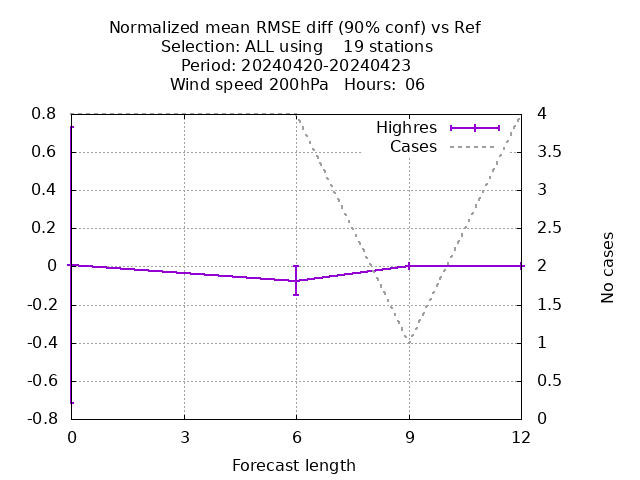 Normalized mean RMSE diff (90% conf) vs Ref
Selection: ALL using    19 stations
Period: 20240420-20240423
Wind speed 200hPa   Hours: 06
Highres
Cases
0.8
0.6
0.4
0.2
0
-0.2
-0.4
-0.6
-0.8
4
3.5
3
2.5
2
1.5
1
0.5
0
No cases
0 3 6 9 12
Forecast length